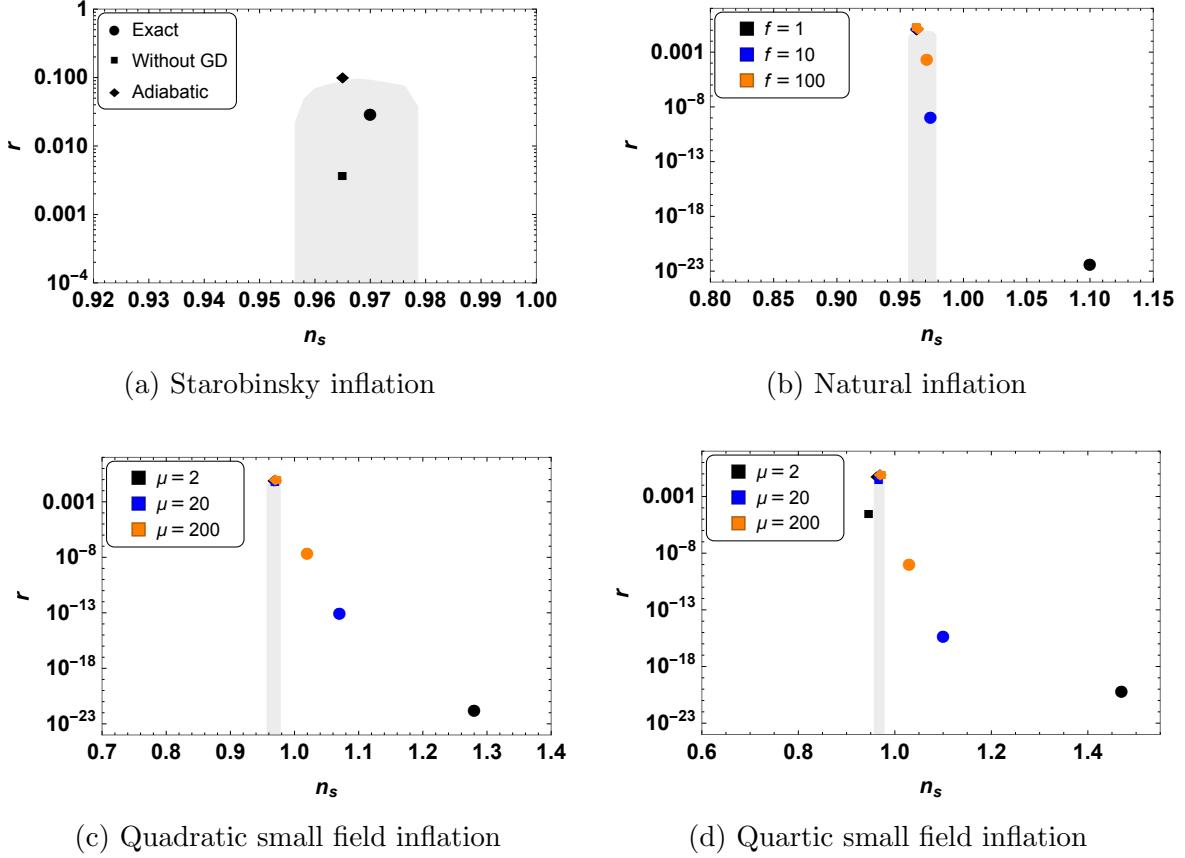 Exact
Without GD
Adiabatic
r
0.100
0.010
0.001
10⁻⁴
0.92 0.93 0.94 0.95 0.96 0.97 0.98 0.99 1.00
nₛ
(a) Starobinsky inflation
f = 1
f = 10
f = 100
r
0.001
10⁻⁸
10⁻¹³
10⁻¹⁸
10⁻²³
0.80 0.85 0.90 0.95 1.00 1.05 1.10 1.15
nₛ
(b) Natural inflation
μ = 2
μ = 20
μ = 200
r
0.001
10⁻⁸
10⁻¹³
10⁻¹⁸
10⁻²³
0.7 0.8 0.9 1.0 1.1 1.2 1.3 1.4
nₛ
(c) Quadratic small field inflation
μ = 2
μ = 20
μ = 200
r
0.001
10⁻⁸
10⁻¹³
10⁻¹⁸
10⁻²³
0.6 0.8 1.0 1.2 1.4
nₛ
(d) Quartic small field inflation